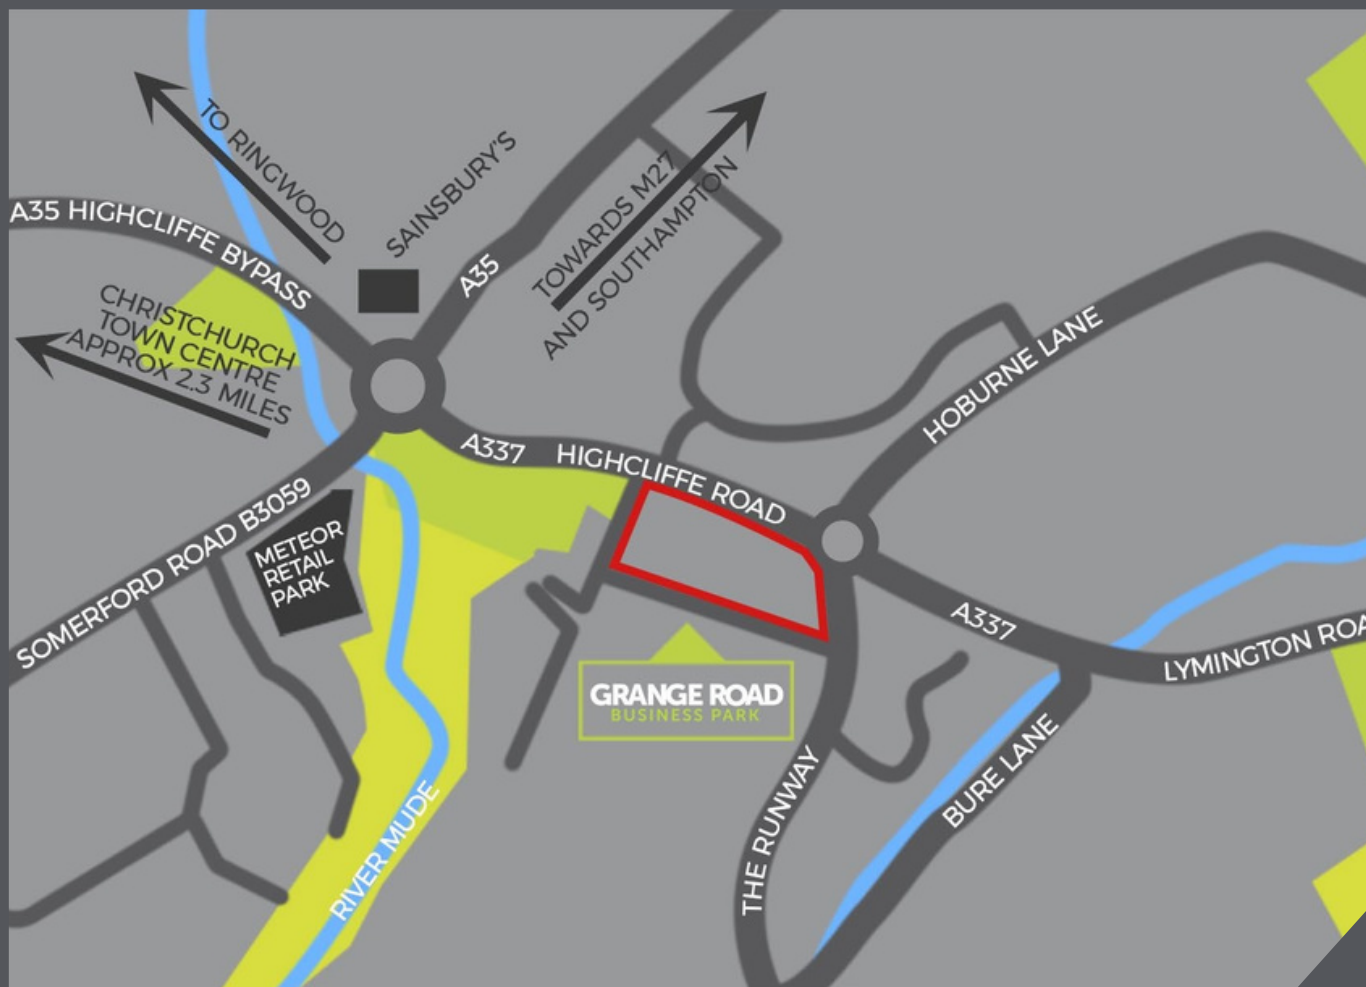 TO RINGWOOD
SAINSBURY'S
TOWARDS M27
AND SOUTHAMPTON
A35 HIGHCLIFFE BYPASS
A35
CHRISTCHURCH
TOWN CENTRE
APPROX 2.3 MILES
HOBURNE LANE
A337 HIGHCLIFFE ROAD
SOMERFORD ROAD B3059
METEOR
RETAIL
PARK
A337
LYMINGTON ROA
GRANGE ROAD
BUSINESS PARK
BURE LANE
THE RUNWAY
RIVER MUDE